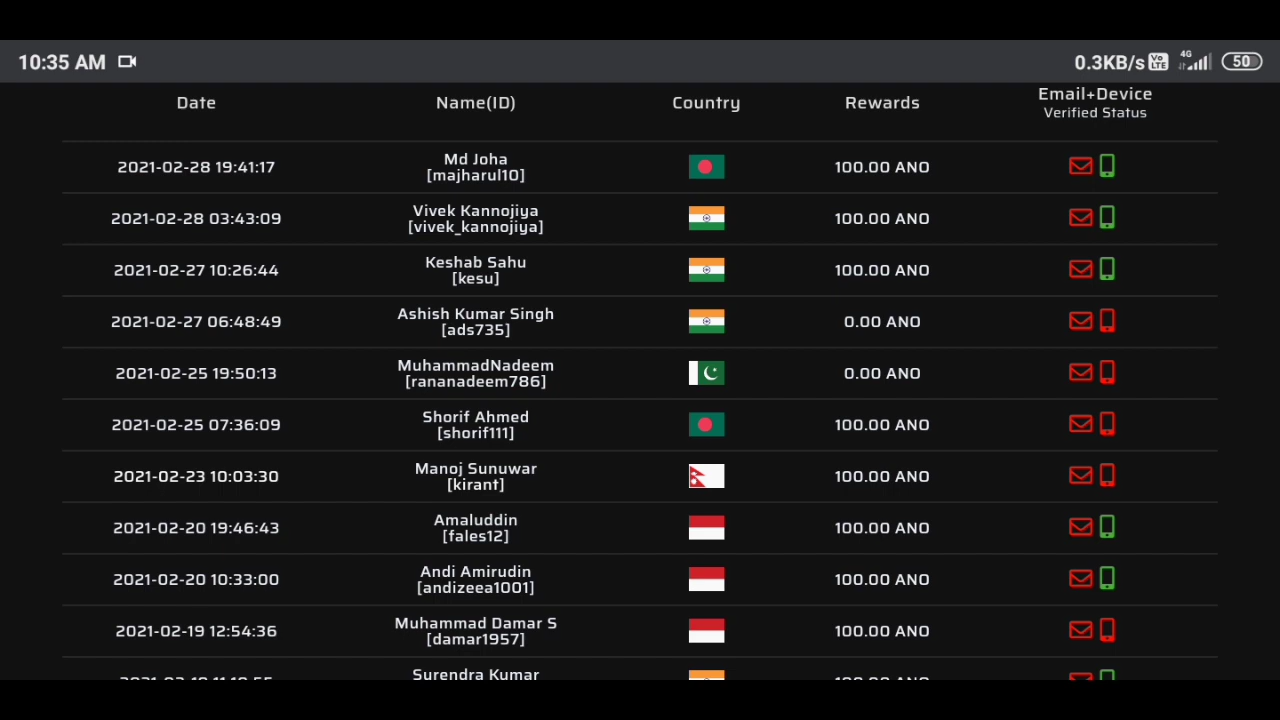 10:35 AM 0.3KB/s Vo LTE 4G 50
Date Name(ID) Country Rewards Email+Device
Verified Status
2021-02-28 19:41:17 Md Joha 100.00 ANO
[majharul10]
2021-02-28 03:43:09 Vivek Kannojiya 100.00 ANO
[vivek_kannojiya]
2021-02-27 10:26:44 Keshab Sahu 100.00 ANO
[kesu]
2021-02-27 06:48:49 Ashish Kumar Singh 0.00 ANO
[ads735]
2021-02-25 19:50:13 MuhammadNadeem 0.00 ANO
[rananadeem786]
2021-02-25 07:36:09 Shorif Ahmed 100.00 ANO
[shorif111]
2021-02-23 10:03:30 Manoj Sunuwar 100.00 ANO
[kirant]
2021-02-20 19:46:43 Amaluddin 100.00 ANO
[fales12]
2021-02-20 10:33:00 Andi Amirudin 100.00 ANO
[andizeea1001]
2021-02-19 12:54:36 Muhammad Damar S 100.00 ANO
[damar1957]
Surendra Kumar